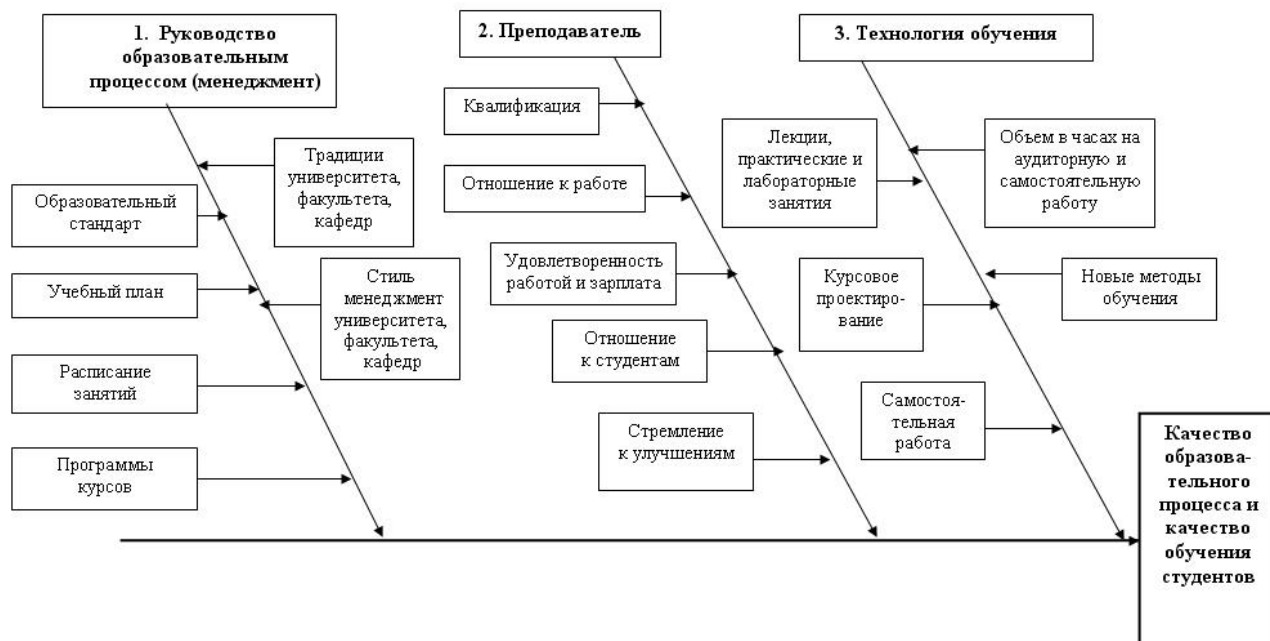 1. Руководство
образовательным
процессом (менеджмент)
2. Преподаватель
3. Технология обучения
Традиции
университета,
факультета,
кафедр
Образовательный
стандарт
Учебный план
Стиль
менеджмент
университета,
факультета,
кафедр
Расписание
занятий
Программы
курсов
Квалификация
Отношение к работе
Удовлетворенность
работой и зарплата
Отношение
к студентам
Стремление
к улучшениям
Лекции,
практические и
лабораторные
занятия
Объем в часах на
аудиторную и
самостоятельную
работу
Курсовое
проектиро-
вание
Новые методы
обучения
Самостоя-
тельная
работа
Качество
образова-
тельного
процесса и
качество
обучения
студентов